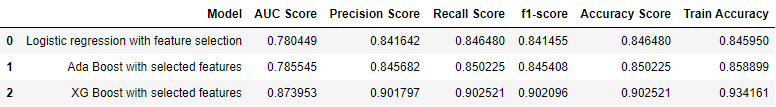 Model AUC Score Precision Score Recall Score f1-score Accuracy Score Train Accuracy
0 Logistic regression with feature selection 0.780449 0.841642 0.846480 0.841455 0.846480 0.845950
1 Ada Boost with selected features 0.785545 0.845682 0.850225 0.845408 0.850225 0.858899
2 XG Boost with selected features 0.873953 0.901797 0.902521 0.902096 0.902521 0.934161